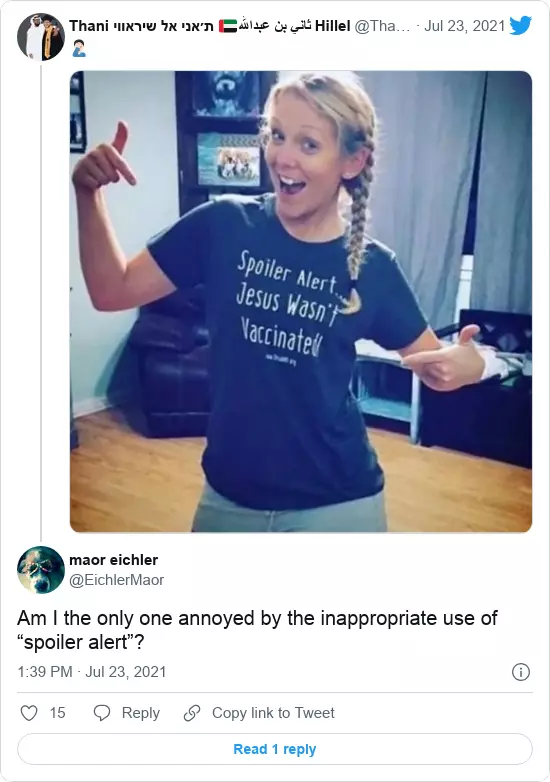 Thani ת׳אני אל שיראווי 🇦🇪ثاني بن عبدالله Hillel @Tha… · Jul 23, 2021
🤦🏻‍♂️
Spoiler Alert...
Jesus Wasn't
Vaccinated!
maor eichler
@EichlerMaor
Am I the only one annoyed by the inappropriate use of
“spoiler alert”?
1:39 PM · Jul 23, 2021
15 Reply Copy link to Tweet
Read 1 reply